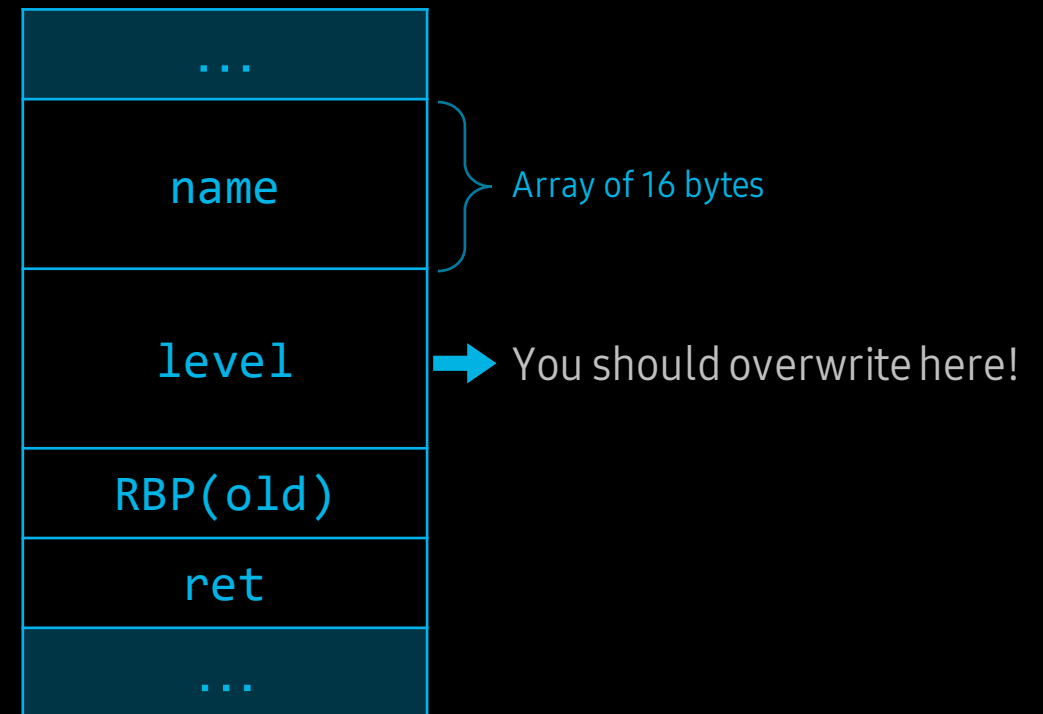 ...
name
Array of 16 bytes
level
You should overwrite here!
RBP(old)
ret
...